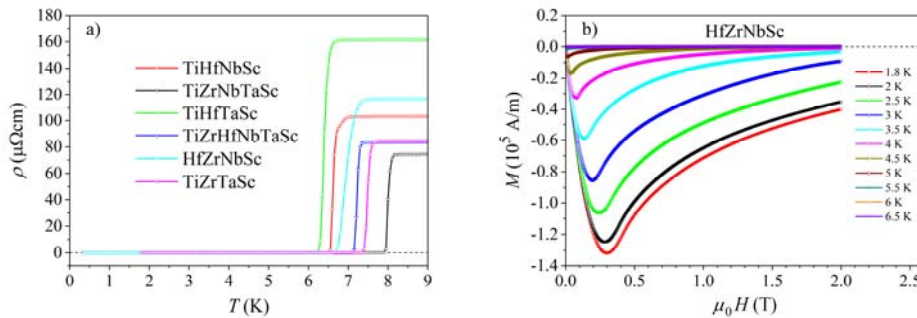 a)
ρ (μΩcm)
180
160
140
120
100
80
60
40
20
0
TiHfNbSc
TiZrNbTaSc
TiHfTaSc
TiZrHfNbTaSc
HfZrNbSc
TiZrTaSc
0 1 2 3 4 5 6 7 8 9
T (K)
b)
HfZrNbSc
M (10⁵ A/m)
0.2
0.0
-0.2
-0.4
-0.6
-0.8
-1.0
-1.2
-1.4
1.8 K
2 K
2.5 K
3 K
3.5 K
4 K
4.5 K
5 K
5.5 K
6 K
6.5 K
0.0 0.5 1.0 1.5 2.0 2.5
μ₀ H (T)